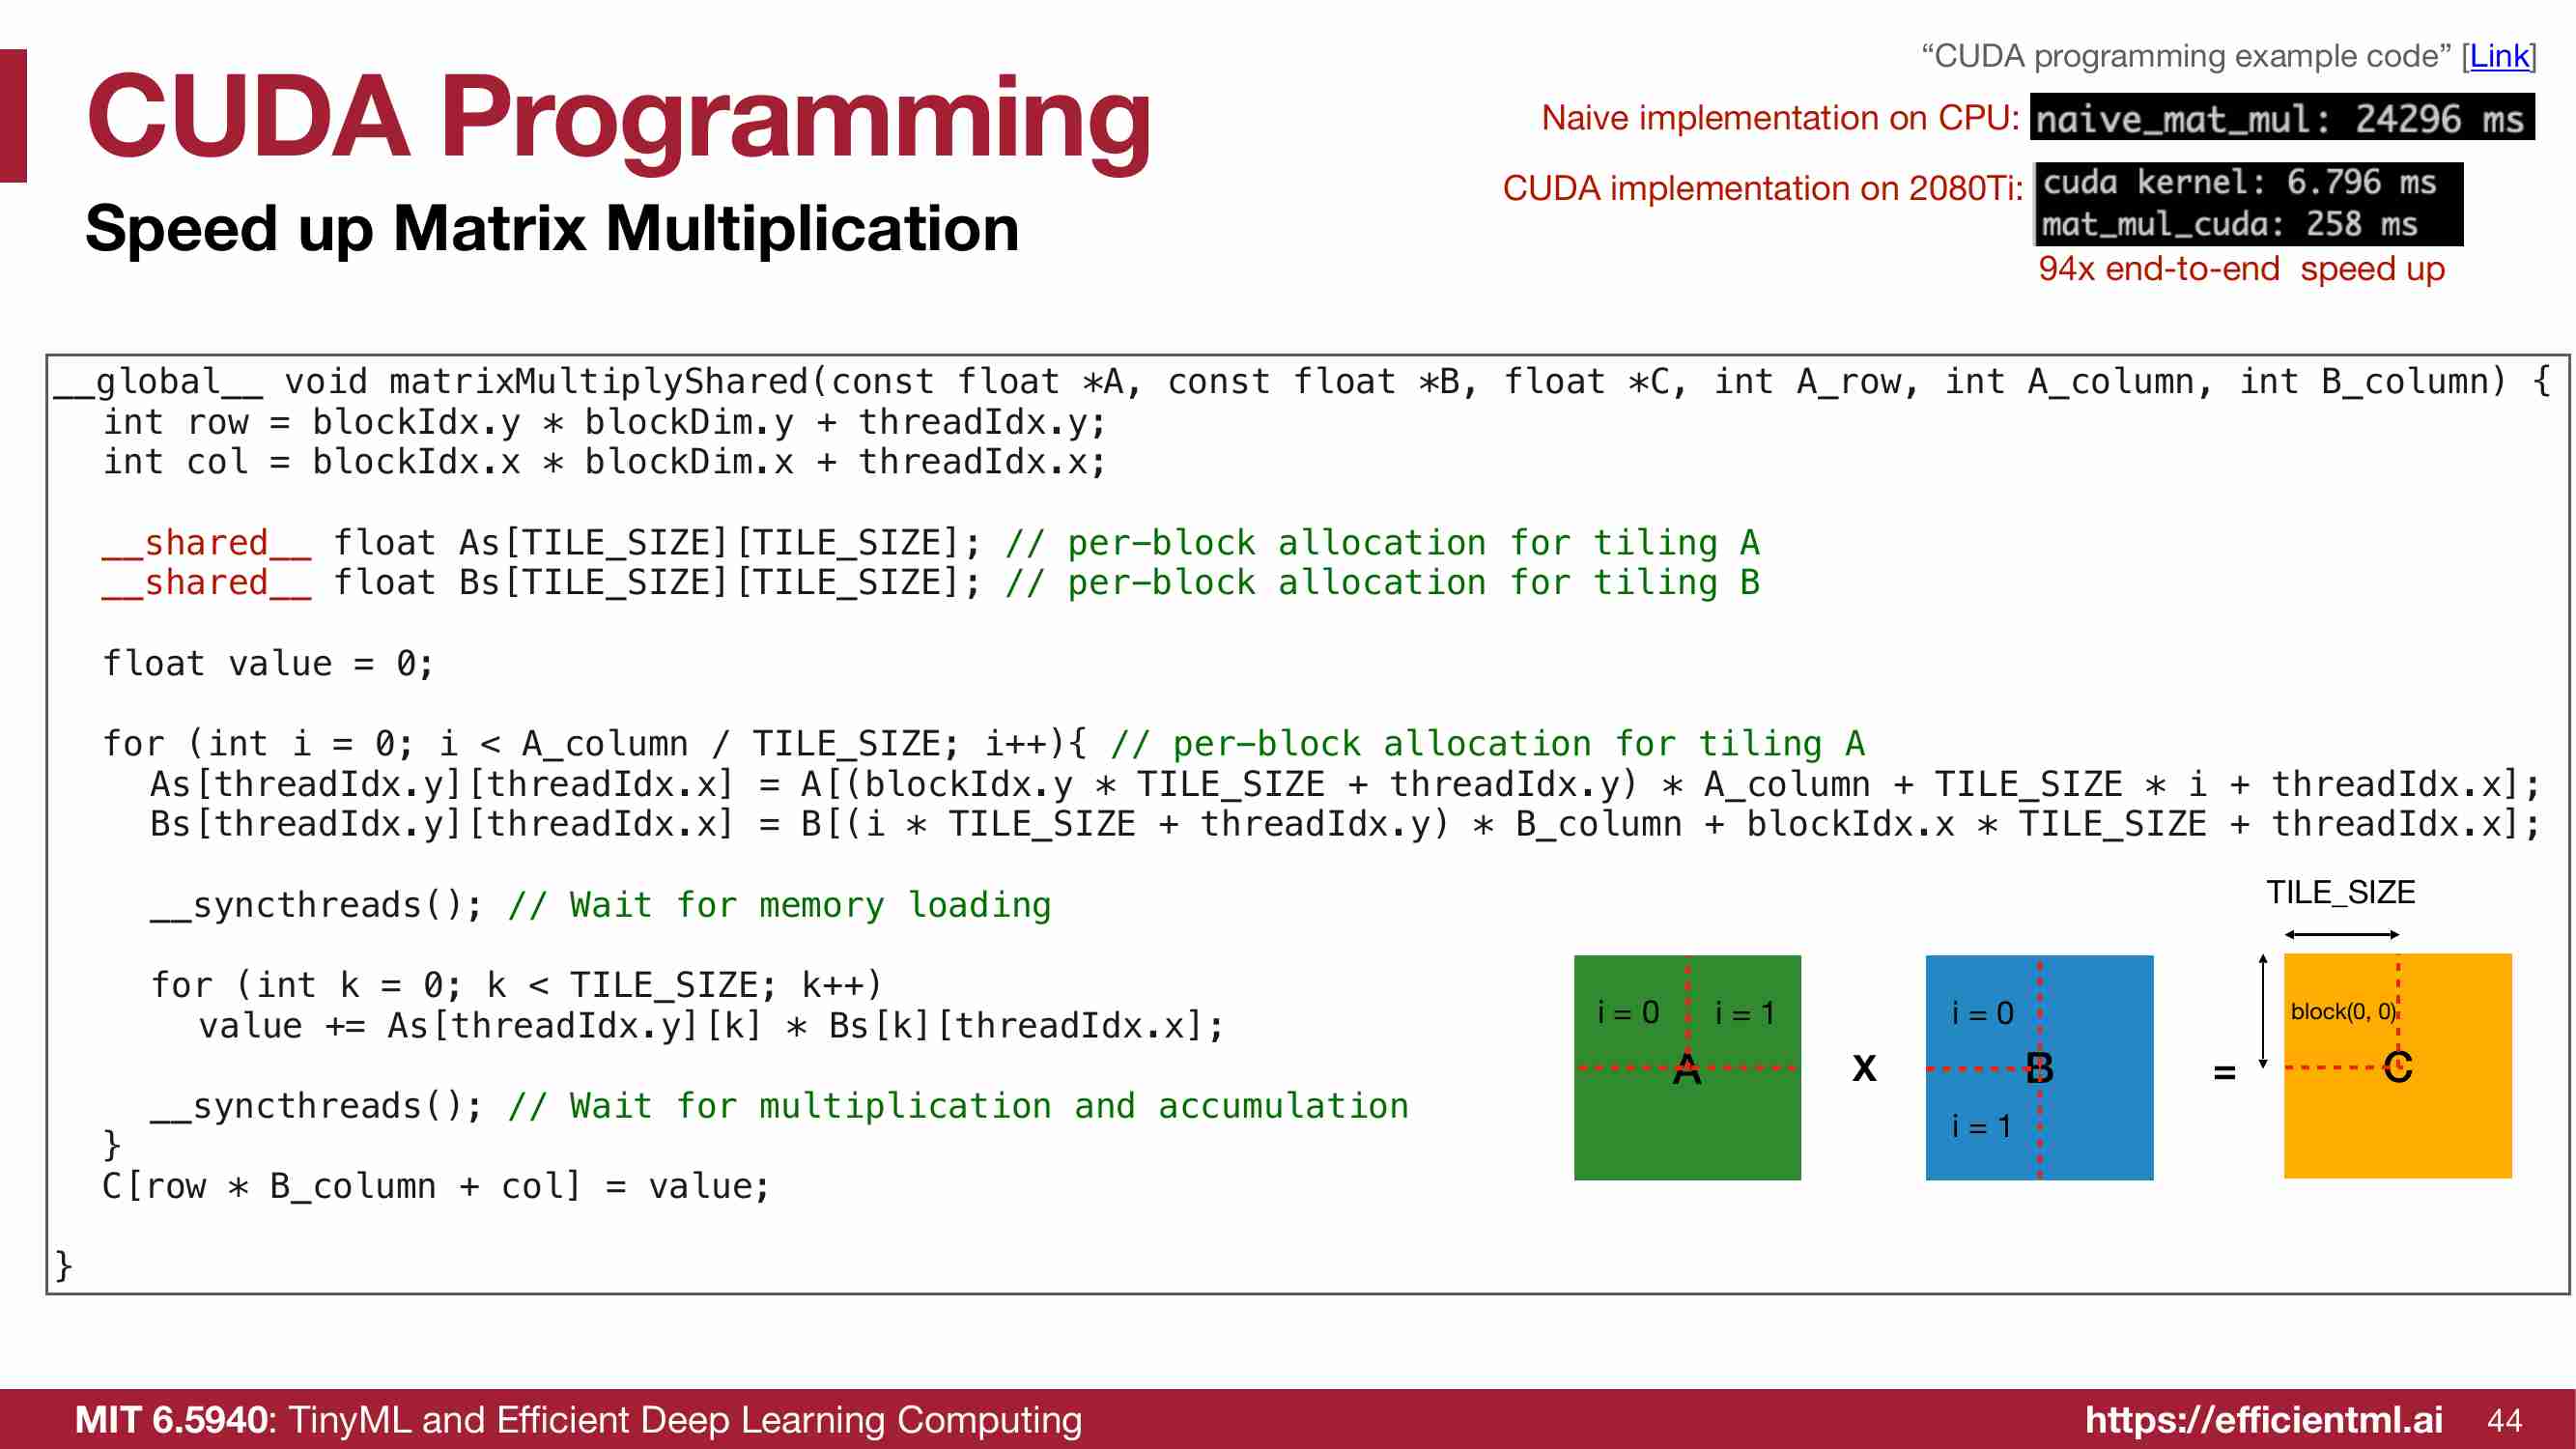 “CUDA programming example code” [Link]
CUDA Programming
Speed up Matrix Multiplication
Naive implementation on CPU: naive_mat_mul: 24296 ms
CUDA implementation on 2080Ti: cuda kernel: 6.796 ms
mat_mul_cuda: 258 ms
94x end-to-end speed up
__global__ void matrixMultiplyShared(const float *A, const float *B, float *C, int A_row, int A_column, int B_column) {
int row = blockIdx.y * blockDim.y + threadIdx.y;
int col = blockIdx.x * blockDim.x + threadIdx.x;
__shared__ float As[TILE_SIZE][TILE_SIZE]; // per-block allocation for tiling A
__shared__ float Bs[TILE_SIZE][TILE_SIZE]; // per-block allocation for tiling B
float value = 0;
for (int i = 0; i < A_column / TILE_SIZE; i++){ // per-block allocation for tiling A
As[threadIdx.y][threadIdx.x] = A[(blockIdx.y * TILE_SIZE + threadIdx.y) * A_column + TILE_SIZE * i + threadIdx.x];
Bs[threadIdx.y][threadIdx.x] = B[(i * TILE_SIZE + threadIdx.y) * B_column + blockIdx.x * TILE_SIZE + threadIdx.x];
__syncthreads(); // Wait for memory loading
for (int k = 0; k < TILE_SIZE; k++)
value += As[threadIdx.y][k] * Bs[k][threadIdx.x];
__syncthreads(); // Wait for multiplication and accumulation
}
C[row * B_column + col] = value;
}
TILE_SIZE
i = 0 i = 1
A
x
i = 0
B
i = 1
=
block(0, 0)
C
MIT 6.5940: TinyML and Efficient Deep Learning Computing
https://efficientml.ai 44